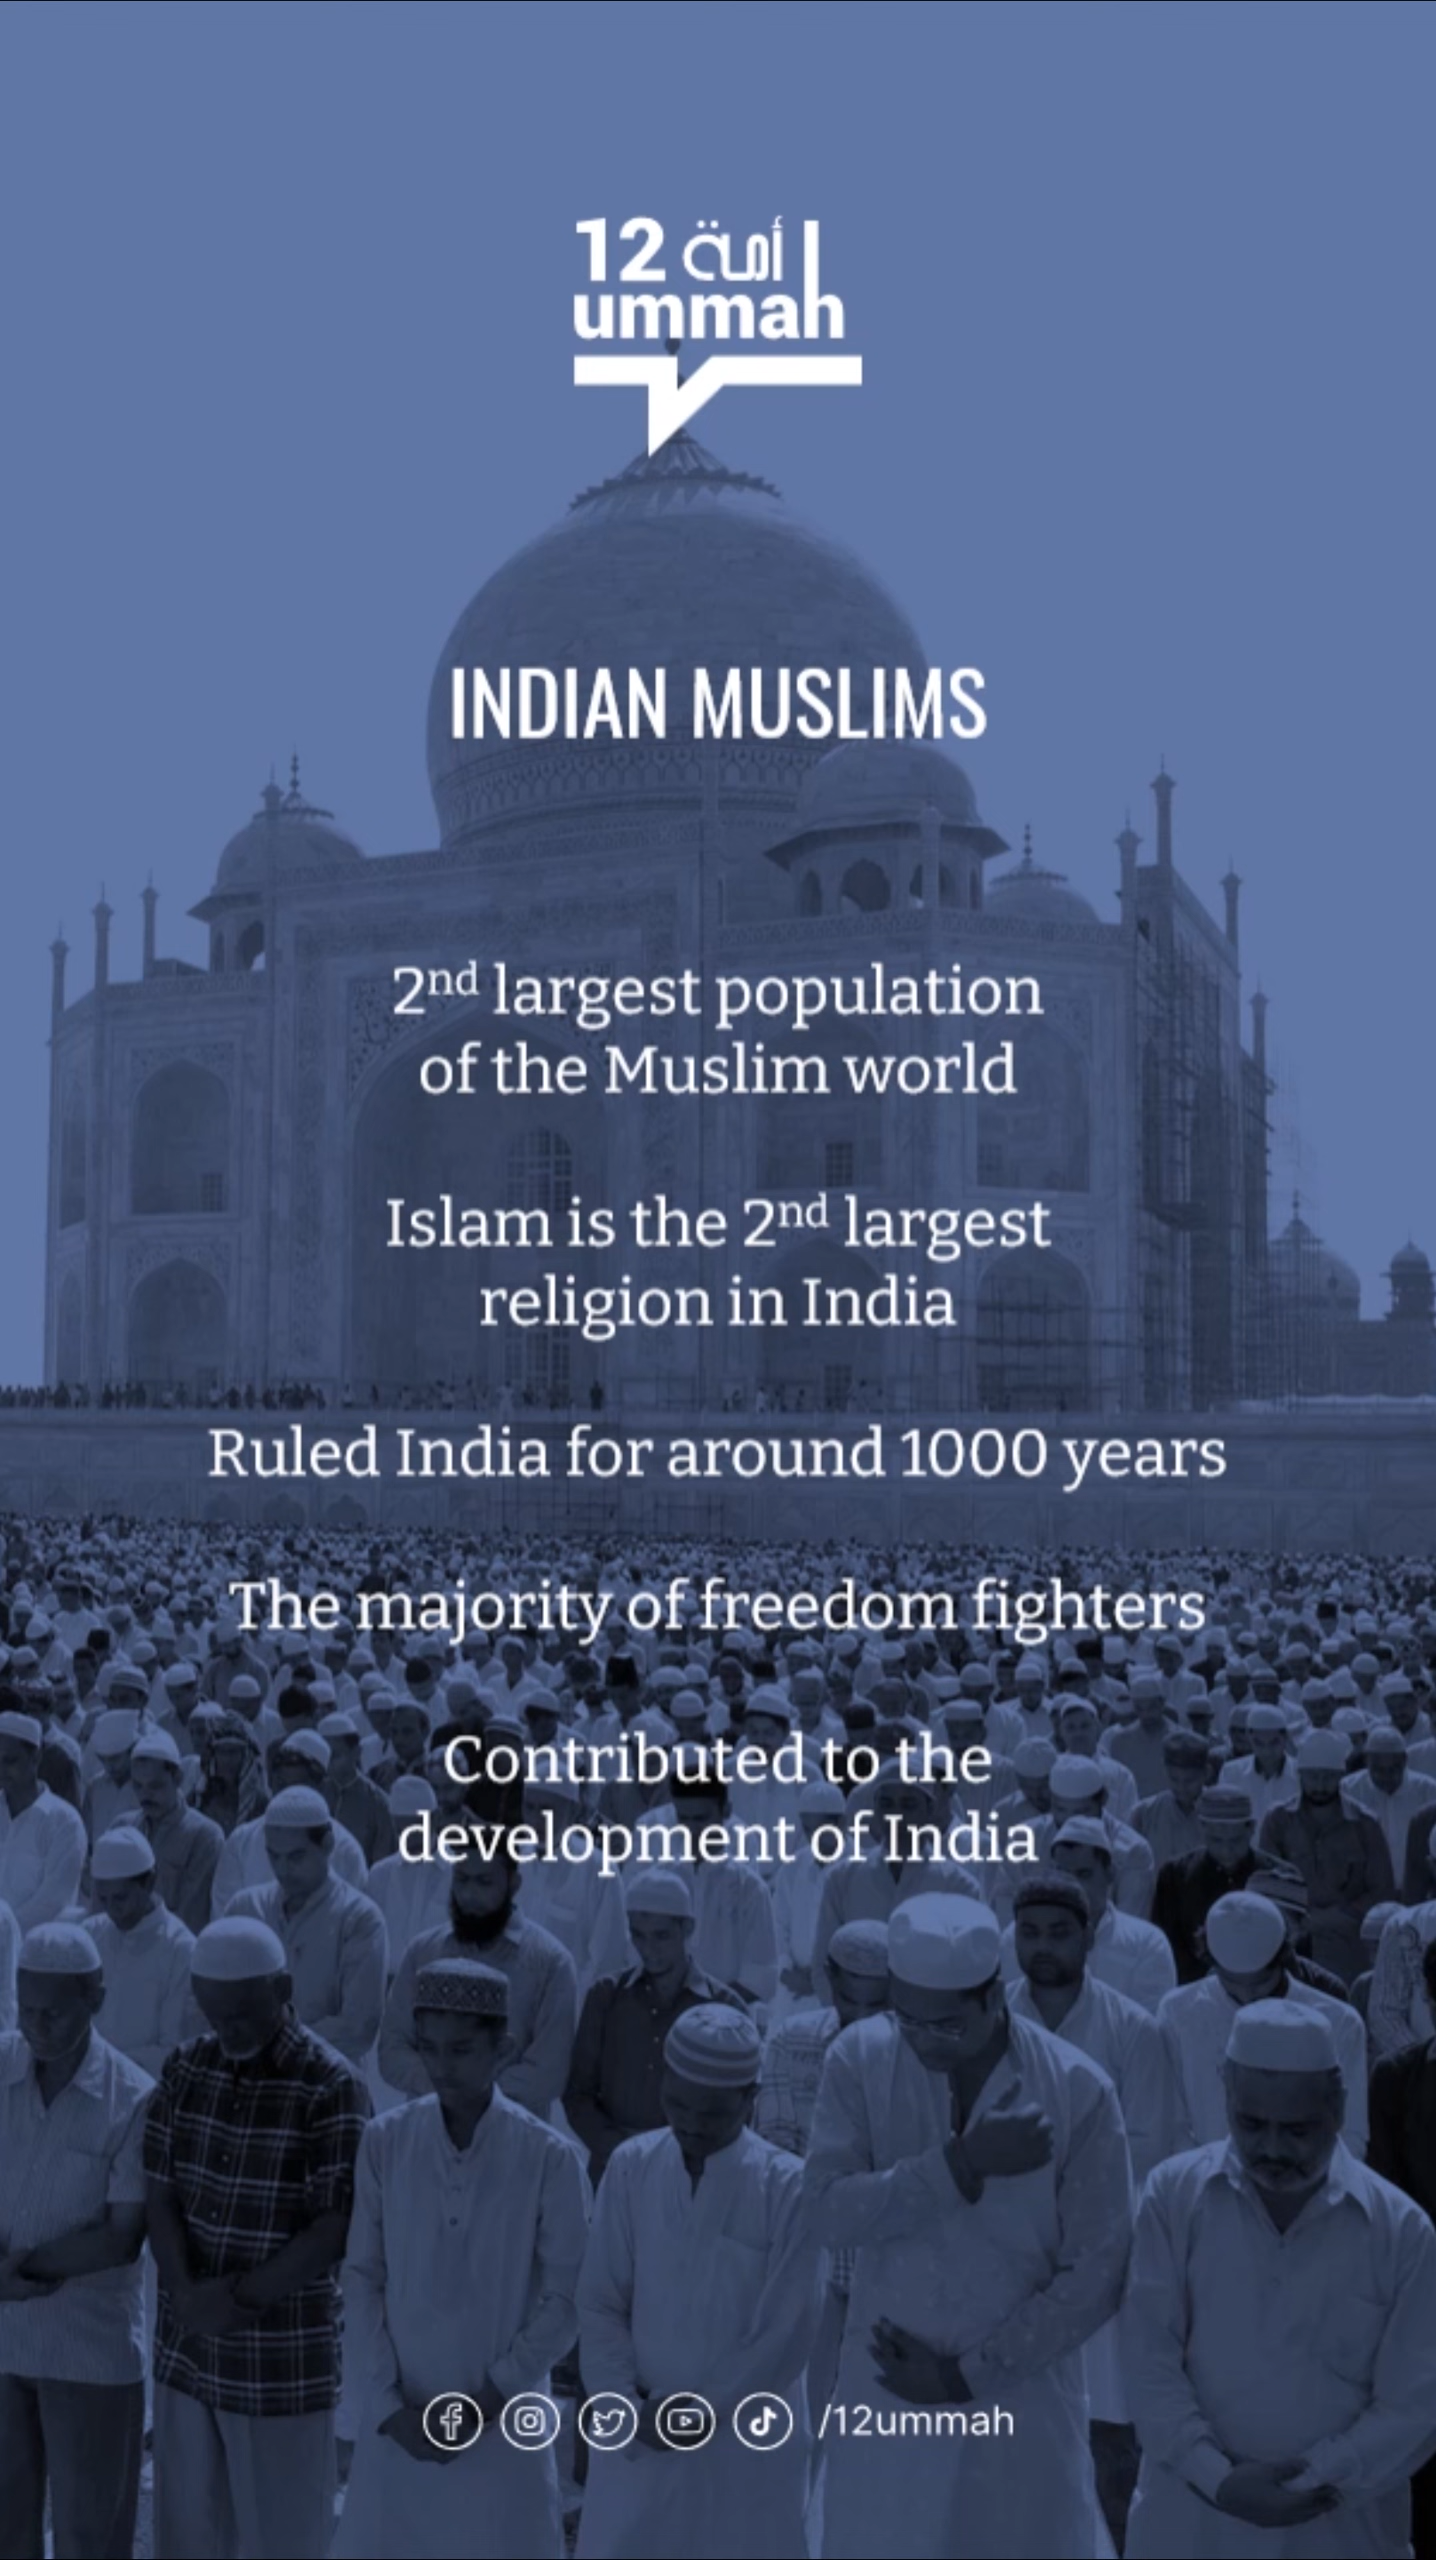 12 أمة
ummah
INDIAN MUSLIMS
2nd largest population
of the Muslim world
Islam is the 2nd largest
religion in India
Ruled India for around 1000 years
The majority of freedom fighters
Contributed to the
development of India
/12ummah